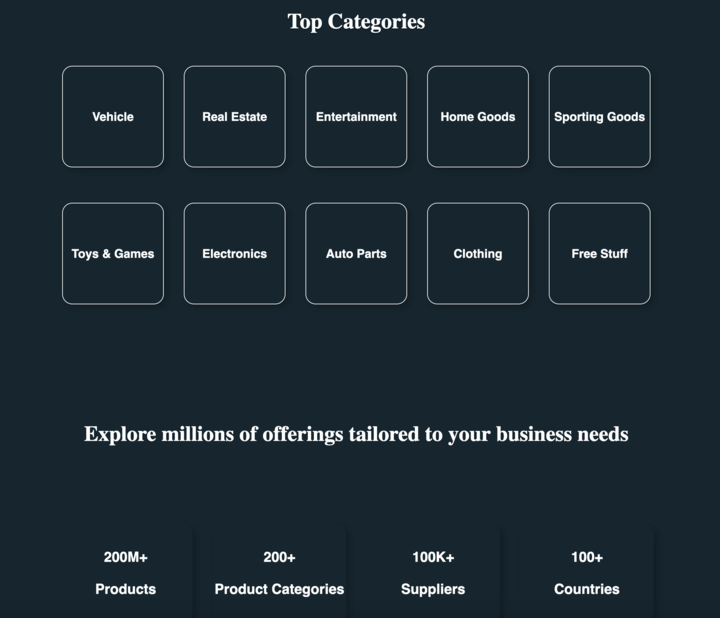 Top Categories
Vehicle
Real Estate
Entertainment
Home Goods
Sporting Goods
Toys & Games
Electronics
Auto Parts
Clothing
Free Stuff
Explore millions of offerings tailored to your business needs
200M+
Products
200+
Product Categories
100K+
Suppliers
100+
Countries